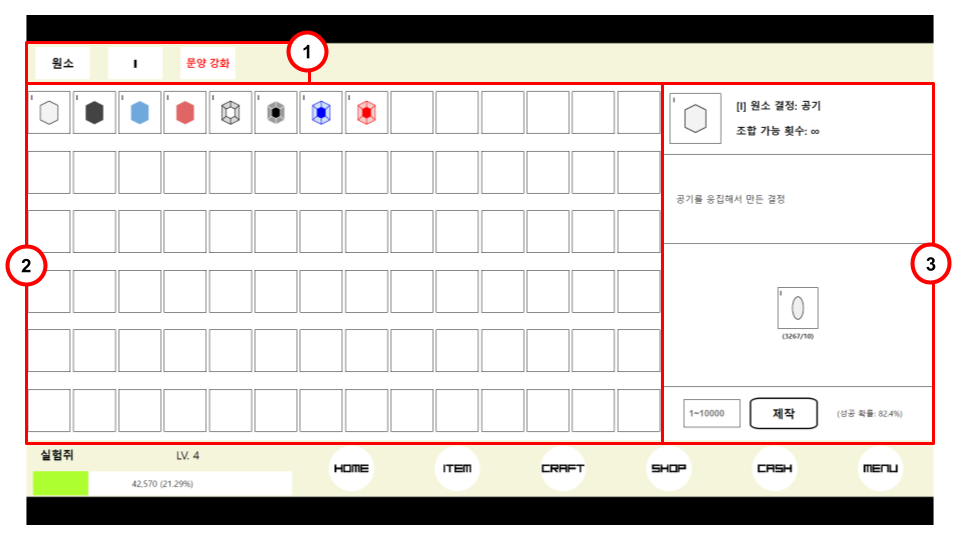 1
원소 I 문양 강화
I I I I I I I I
2
I
[I] 원소 결정: 공기
조합 가능 횟수: ∞
공기를 응집해서 만든 결정
3
I
(3267/10)
1~10000 제작 (성공 확률: 82.4%)
실험쥐 LV. 4
42,570 (21.29%)
HOME ITEM CRAFT SHOP CASH MENU